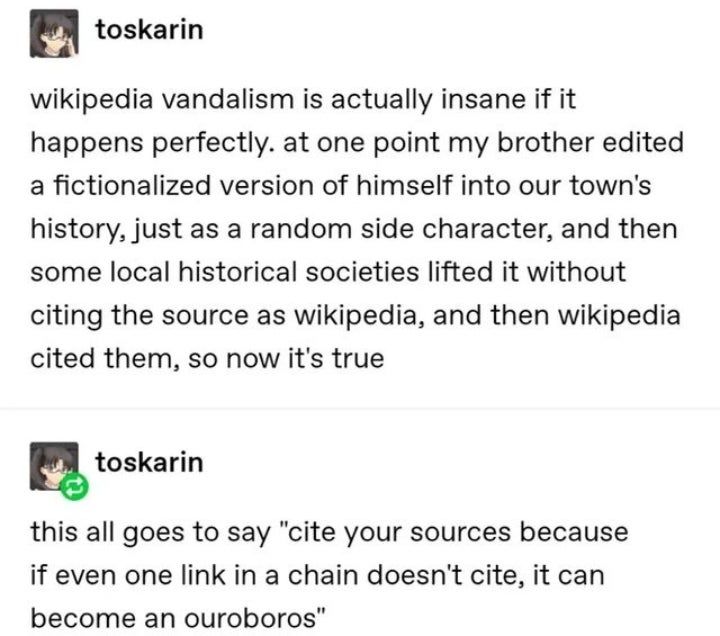 toskarin
wikipedia vandalism is actually insane if it
happens perfectly. at one point my brother edited
a fictionalized version of himself into our town's
history, just as a random side character, and then
some local historical societies lifted it without
citing the source as wikipedia, and then wikipedia
cited them, so now it's true
toskarin
this all goes to say "cite your sources because
if even one link in a chain doesn't cite, it can
become an ouroboros"